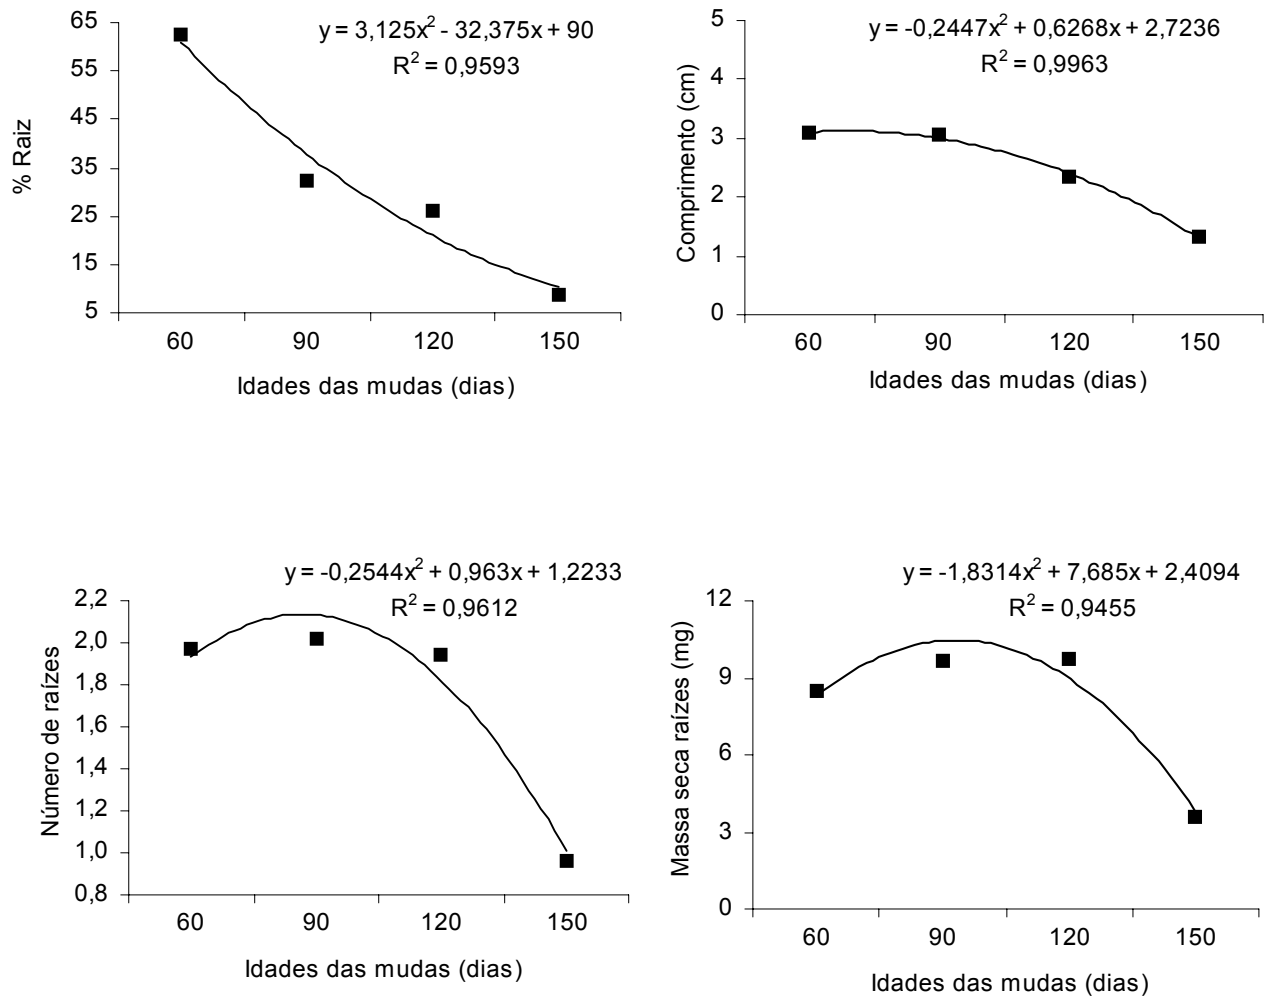 y = 3,125x² - 32,375x + 90
R² = 0,9593
% Raiz
65
55
45
35
25
15
5
60 90 120 150
Idades das mudas (dias)
y = -0,2447x² + 0,6268x + 2,7236
R² = 0,9963
Comprimento (cm)
5
4
3
2
1
0
60 90 120 150
Idades das mudas (dias)
y = -0,2544x² + 0,963x + 1,2233
R² = 0,9612
Número de raízes
2,2
2,0
1,8
1,6
1,4
1,2
1,0
0,8
60 90 120 150
Idades das mudas (dias)
y = -1,8314x² + 7,685x + 2,4094
R² = 0,9455
Massa seca raízes (mg)
12
9
6
3
0
60 90 120 150
Idades das mudas (dias)